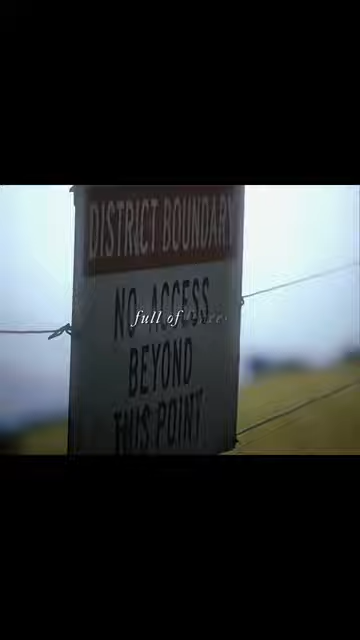 DISTRICT BOUNDARY
NO ACCESS
full of
BEYOND
THIS POINT